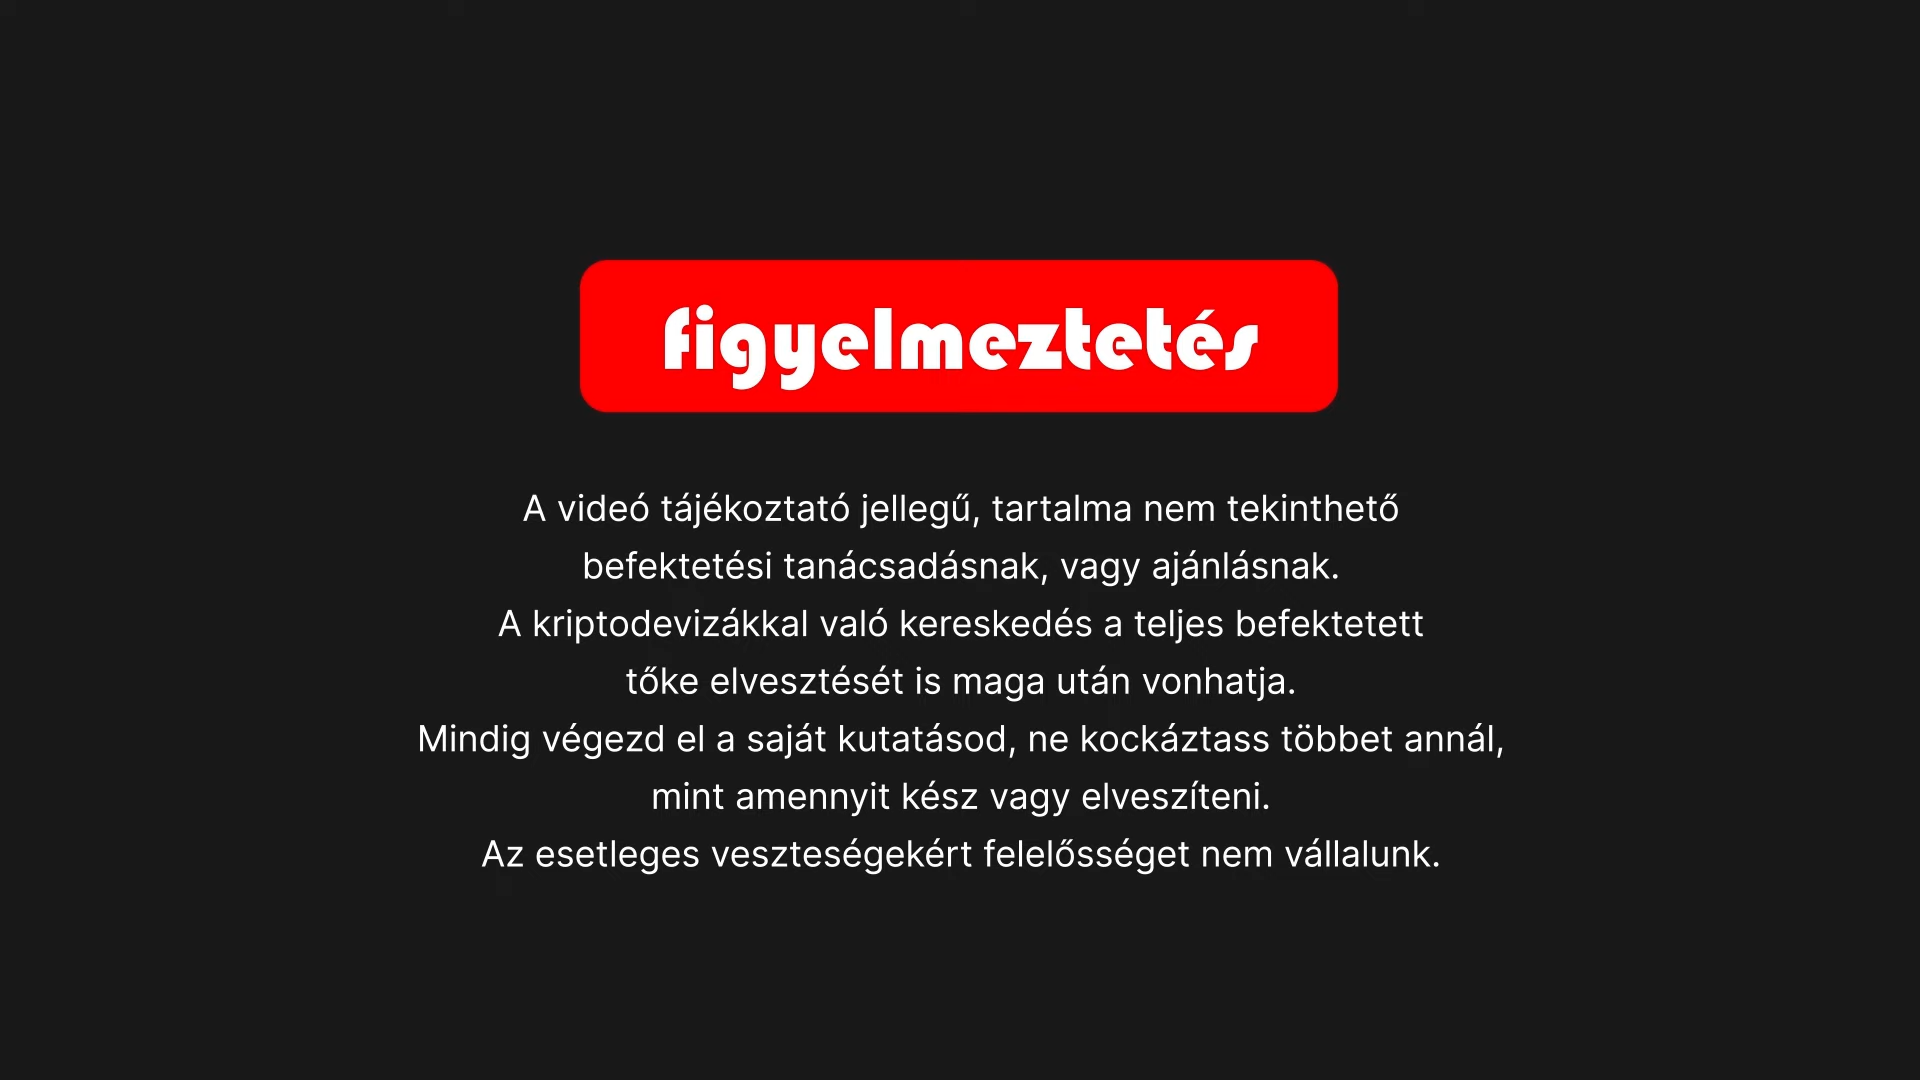 figyelmeztetés
A videó tájékoztató jellegű, tartalma nem tekinthető
befektetési tanácsadásnak, vagy ajánlásnak.
A kriptodevizákkal való kereskedés a teljes befektetett
tőke elvesztését is maga után vonhatja.
Mindig végezd el a saját kutatásod, ne kockáztass többet annál,
mint amennyit kész vagy elveszíteni.
Az esetleges veszteségekért felelősséget nem vállalunk.